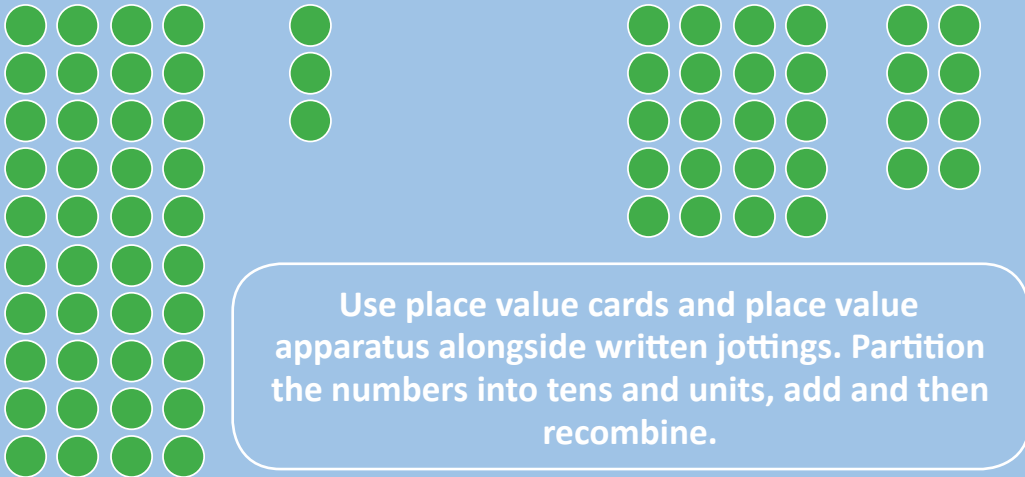 Use place value cards and place value
apparatus alongside written jottings. Partition
the numbers into tens and units, add and then
recombine.